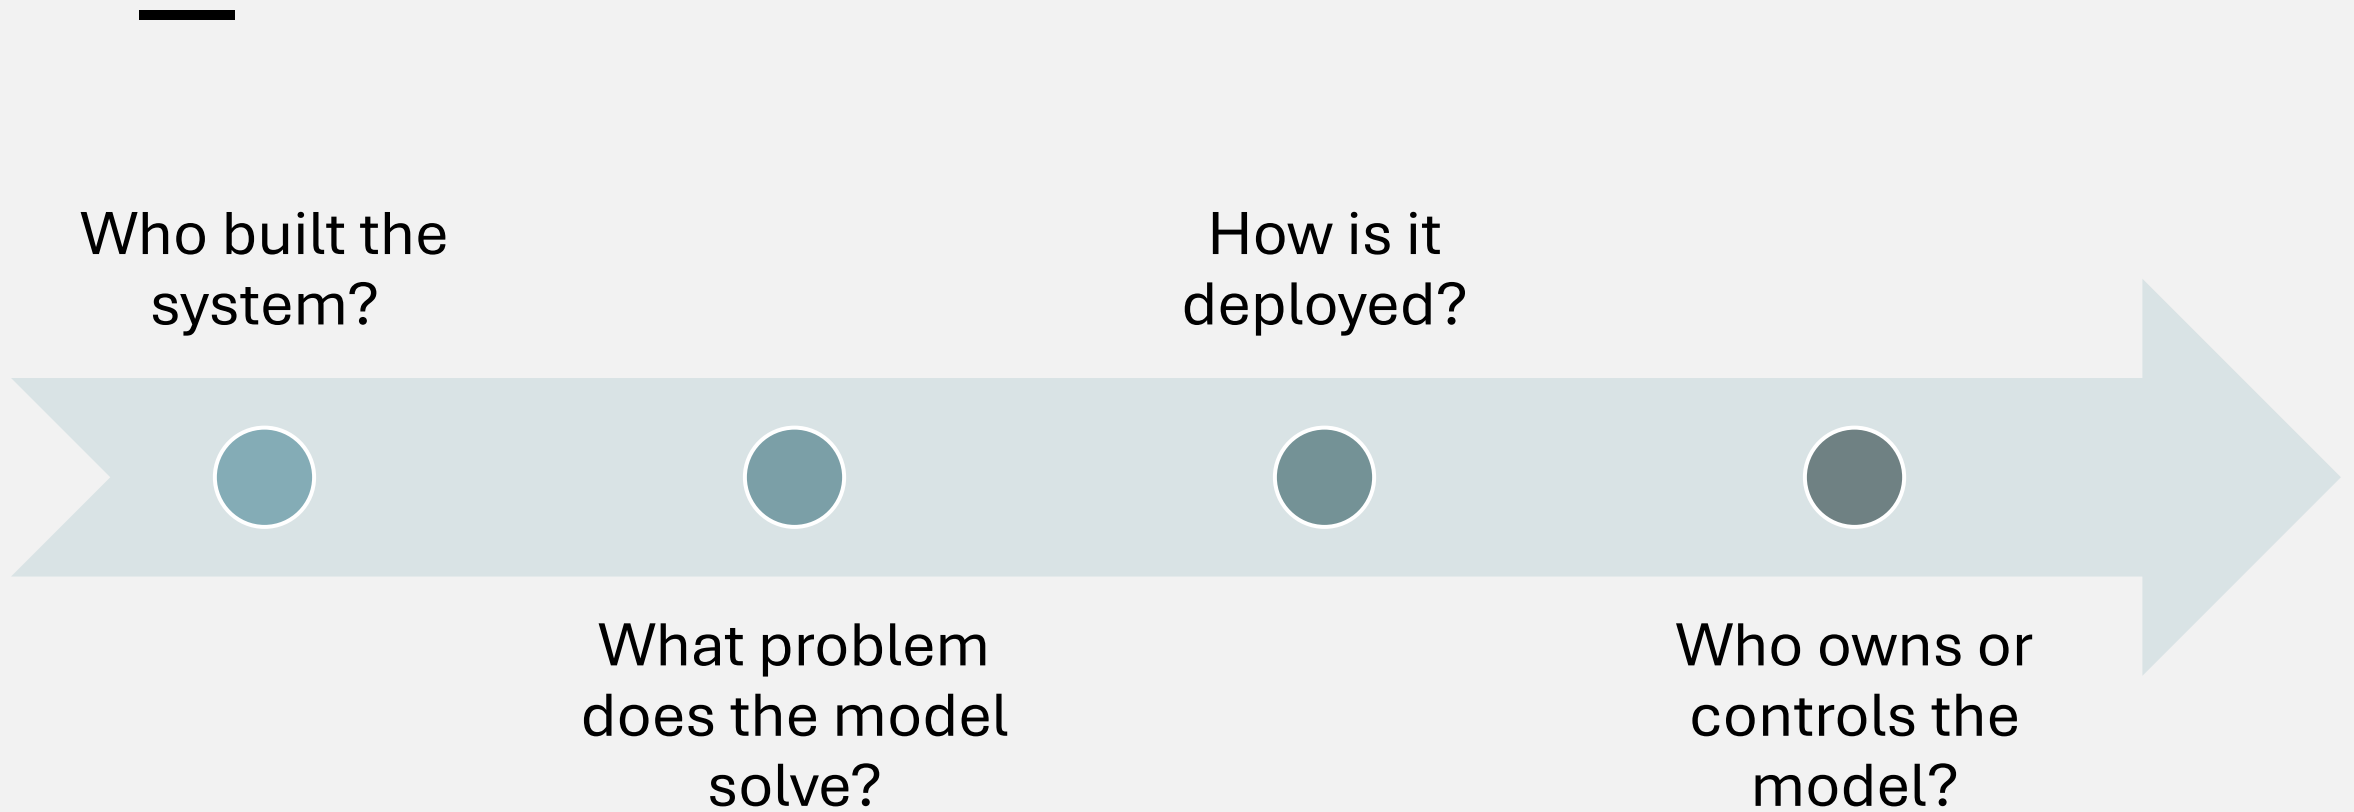 Who built the
system?
What problem
does the model
solve?
How is it
deployed?
Who owns or
controls the
model?